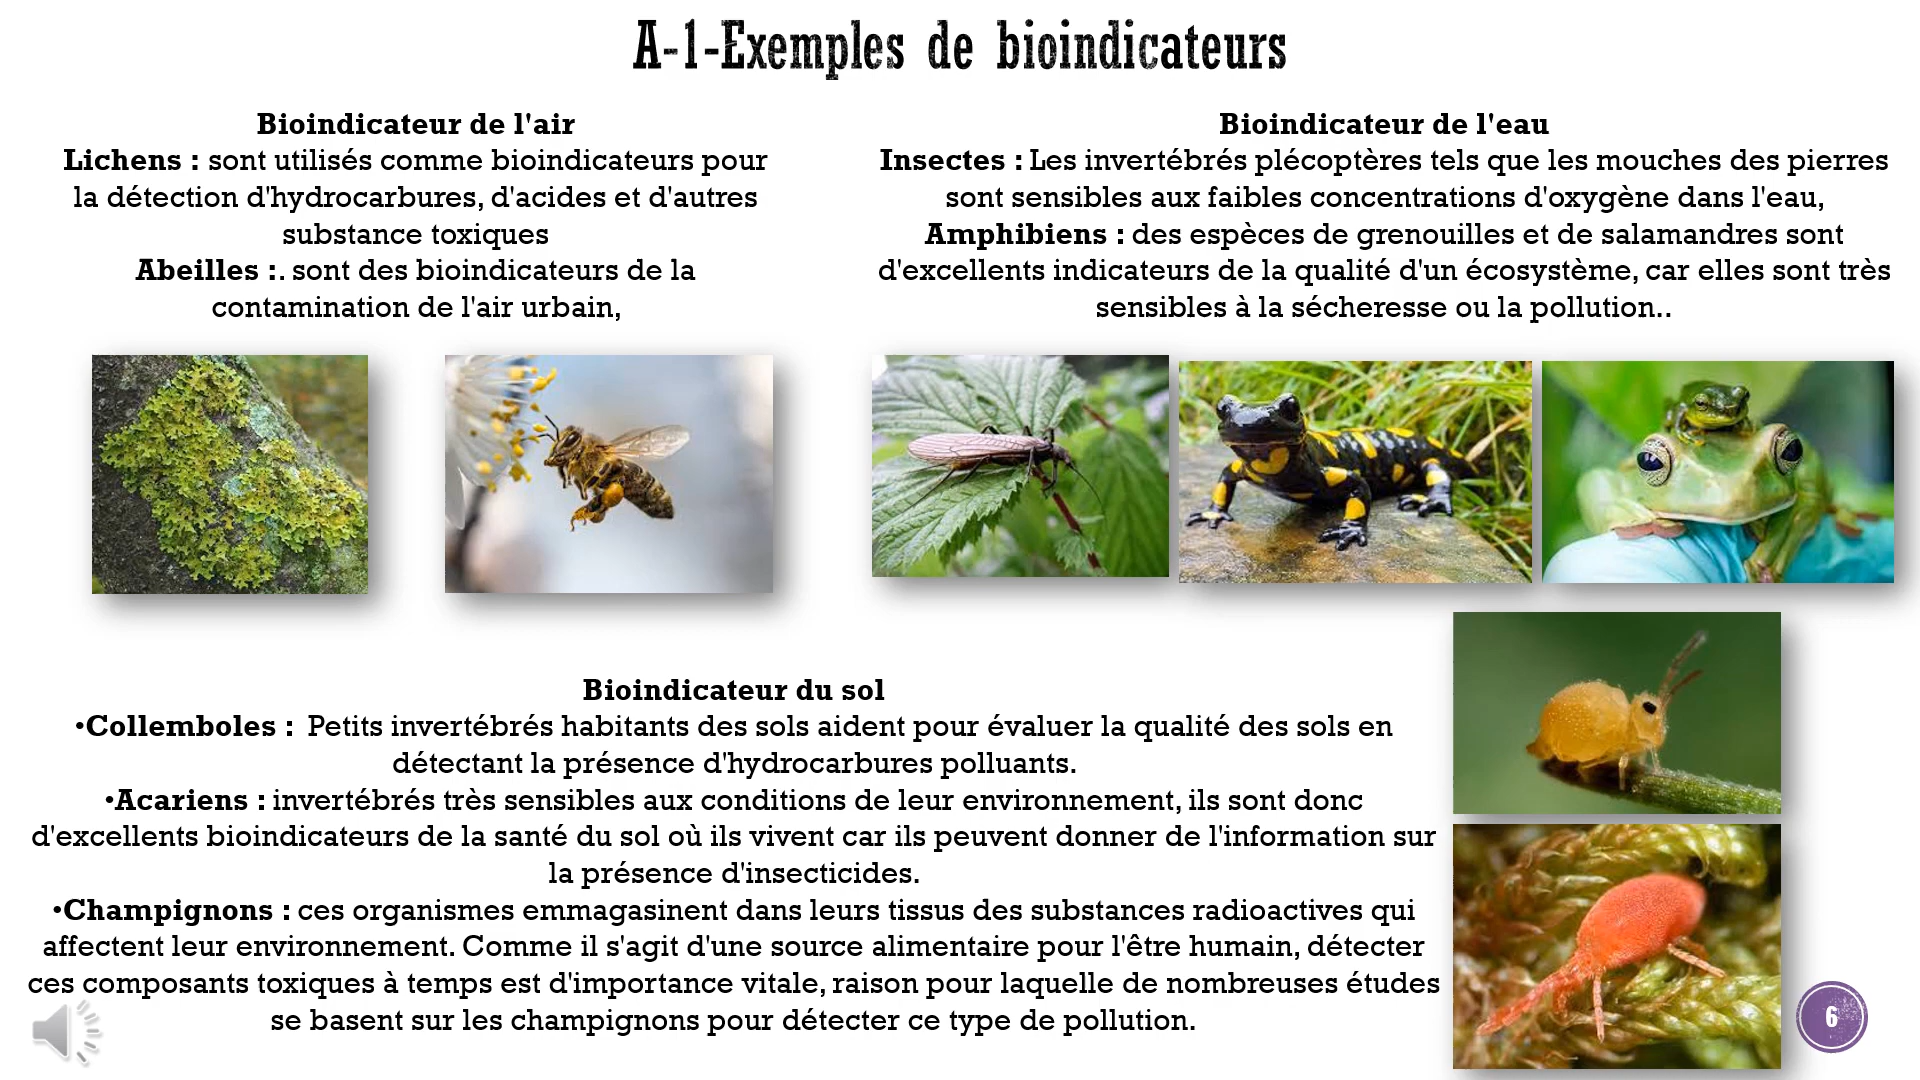 A-1-Exemples de bioindicateurs
Bioindicateur de l'air
Lichens : sont utilisés comme bioindicateurs pour
la détection d'hydrocarbures, d'acides et d'autres
substance toxiques
Abeilles :. sont des bioindicateurs de la
contamination de l'air urbain,
Bioindicateur de l'eau
Insectes : Les invertébrés plécoptères tels que les mouches des pierres
sont sensibles aux faibles concentrations d'oxygène dans l'eau,
Amphibiens : des espèces de grenouilles et de salamandres sont
d'excellents indicateurs de la qualité d'un écosystème, car elles sont très
sensibles à la sécheresse ou la pollution..
Bioindicateur du sol
•Collemboles :  Petits invertébrés habitants des sols aident pour évaluer la qualité des sols en
détectant la présence d'hydrocarbures polluants.
•Acariens : invertébrés très sensibles aux conditions de leur environnement, ils sont donc
d'excellents bioindicateurs de la santé du sol où ils vivent car ils peuvent donner de l'information sur
la présence d'insecticides.
•Champignons : ces organismes emmagasinent dans leurs tissus des substances radioactives qui
affectent leur environnement. Comme il s'agit d'une source alimentaire pour l'être humain, détecter
ces composants toxiques à temps est d'importance vitale, raison pour laquelle de nombreuses études
se basent sur les champignons pour détecter ce type de pollution.
6